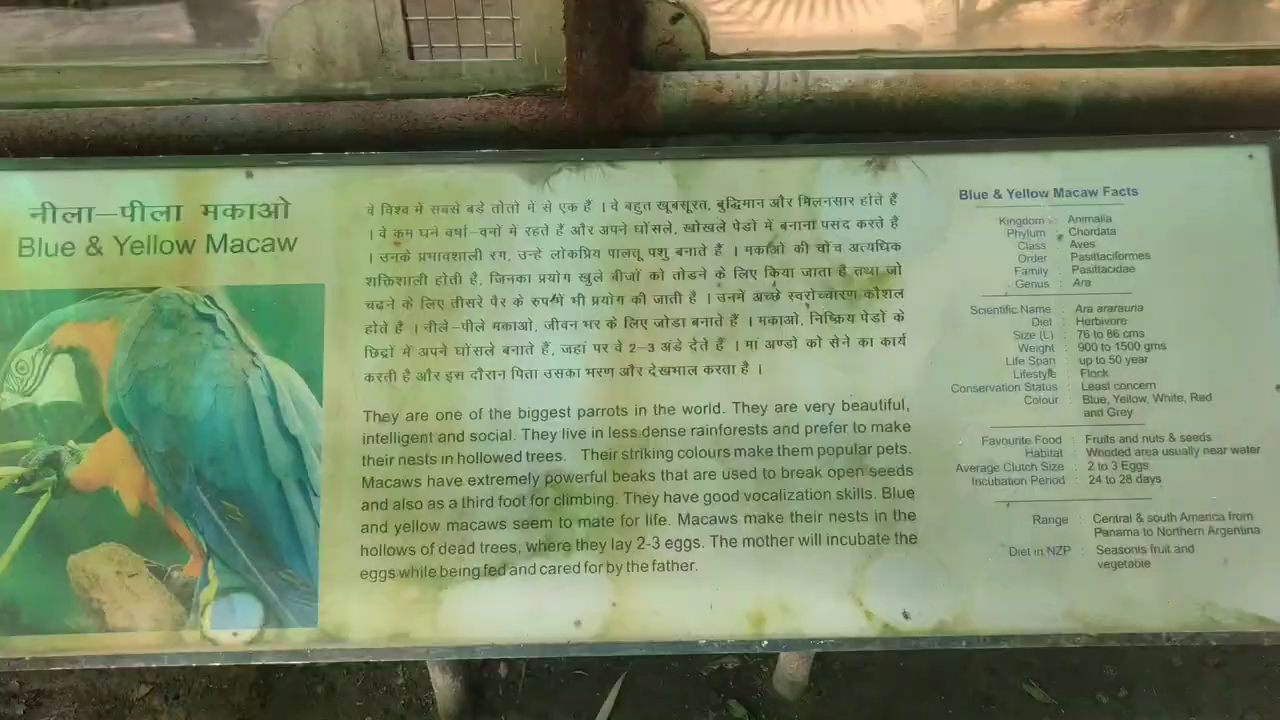 नीला–पीला मकाओ
Blue & Yellow Macaw
वे विश्व मे सबसे बडे तोतो मे से एक हैं । वे बहुत खूबसूरत, बुद्धिमान और मिलनसार होते हैं
। वे कम घने वर्षा–वनों मे रहते हैं और अपने घोंसले, खोखले पेडो में बनाना पसंद करते हैं
। उनके प्रभावशाली रग, उन्हे लोकप्रिय पालतू पशु बनाते हैं । मकाओ की चोंच अत्यधिक
शक्तिशाली होती है, जिनका प्रयोग खुले बीजों को तोडने के लिए किया जाता है तथा जो
चढने के लिए तीसरे पैर के रुप में भी प्रयोग की जाती है । उनमें अच्छे स्वरोच्चारण कौशल
होते हैं । नीले–पीले मकाओ, जीवन भर के लिए जोडा बनाते हैं । मकाओ, निष्क्रिय पेडों के
छिद्रों में अपने घोंसले बनाते हैं, जहां पर वे 2–3 अंडे देते हैं । मां अण्डो को सेने का कार्य
करती है और इस दौरान पिता उसका भरण और देखभाल करता है ।
They are one of the biggest parrots in the world. They are very beautiful,
intelligent and social. They live in less dense rainforests and prefer to make
their nests in hollowed trees. Their striking colours make them popular pets.
Macaws have extremely powerful beaks that are used to break open seeds
and also as a third foot for climbing. They have good vocalization skills. Blue
and yellow macaws seem to mate for life. Macaws make their nests in the
hollows of dead trees, where they lay 2-3 eggs. The mother will incubate the
eggs while being fed and cared for by the father.
Blue & Yellow Macaw Facts
Kingdom : Animalia
Phylum : Chordata
Class : Aves
Order : Pasittaciformes
Family : Pasittacidae
Genus : Ara
Scientific Name : Ara ararauna
Diet : Herbivore
Size (L) : 76 to 86 cms
Weight : 900 to 1500 gms
Life Span : up to 50 year
Lifestyle : Flock
Conservation Status : Least concern
Colour : Blue, Yellow, White, Red
and Grey
Favourite Food : Fruits and nuts & seeds
Habitat : Wooded area usually near water
Average Clutch Size : 2 to 3 Eggs
Incubation Period : 24 to 28 days
Range : Central & south America from
Panama to Northern Argentina
Diet in NZP : Seasonls fruit and
vegetable